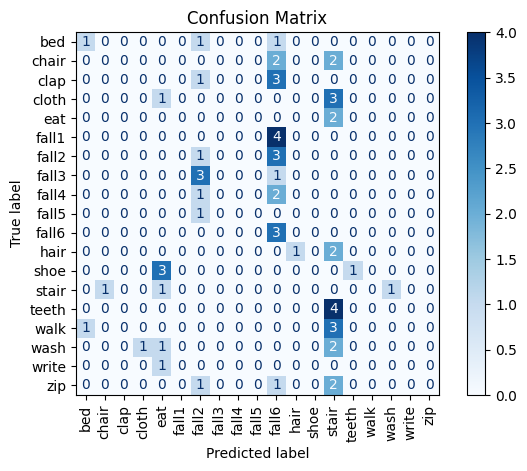 Confusion Matrix
True label
bed 1 0 0 0 0 0 1 0 0 0 1 0 0 0 0 0 0 0 0
chair 0 0 0 0 0 0 0 0 0 0 2 0 0 2 0 0 0 0 0
clap 0 0 0 0 0 0 1 0 0 0 3 0 0 0 0 0 0 0 0
cloth 0 0 0 0 1 0 0 0 0 0 0 0 0 3 0 0 0 0 0
eat 0 0 0 0 0 0 0 0 0 0 0 0 0 2 0 0 0 0 0
fall1 0 0 0 0 0 0 0 0 0 0 4 0 0 0 0 0 0 0 0
fall2 0 0 0 0 0 0 1 0 0 0 3 0 0 0 0 0 0 0 0
fall3 0 0 0 0 0 0 3 0 0 0 1 0 0 0 0 0 0 0 0
fall4 0 0 0 0 0 0 1 0 0 0 2 0 0 0 0 0 0 0 0
fall5 0 0 0 0 0 0 1 0 0 0 0 0 0 0 0 0 0 0 0
fall6 0 0 0 0 0 0 0 0 0 0 3 0 0 0 0 0 0 0 0
hair 0 0 0 0 0 0 0 0 0 0 0 1 0 2 0 0 0 0 0
shoe 0 0 0 0 3 0 0 0 0 0 0 0 0 0 1 0 0 0 0
stair 0 1 0 0 1 0 0 0 0 0 0 0 0 0 0 0 1 0 0
teeth 0 0 0 0 0 0 0 0 0 0 0 0 0 4 0 0 0 0 0
walk 1 0 0 0 0 0 0 0 0 0 0 0 0 3 0 0 0 0 0
wash 0 0 0 1 1 0 0 0 0 0 0 0 0 2 0 0 0 0 0
write 0 0 0 0 1 0 0 0 0 0 0 0 0 0 0 0 0 0 0
zip 0 0 0 0 0 0 1 0 0 0 1 0 0 2 0 0 0 0 0
bed chair clap cloth eat fall1 fall2 fall3 fall4 fall5 fall6 hair shoe stair teeth walk wash write zip
Predicted label
4.0
3.5
3.0
2.5
2.0
1.5
1.0
0.5
0.0